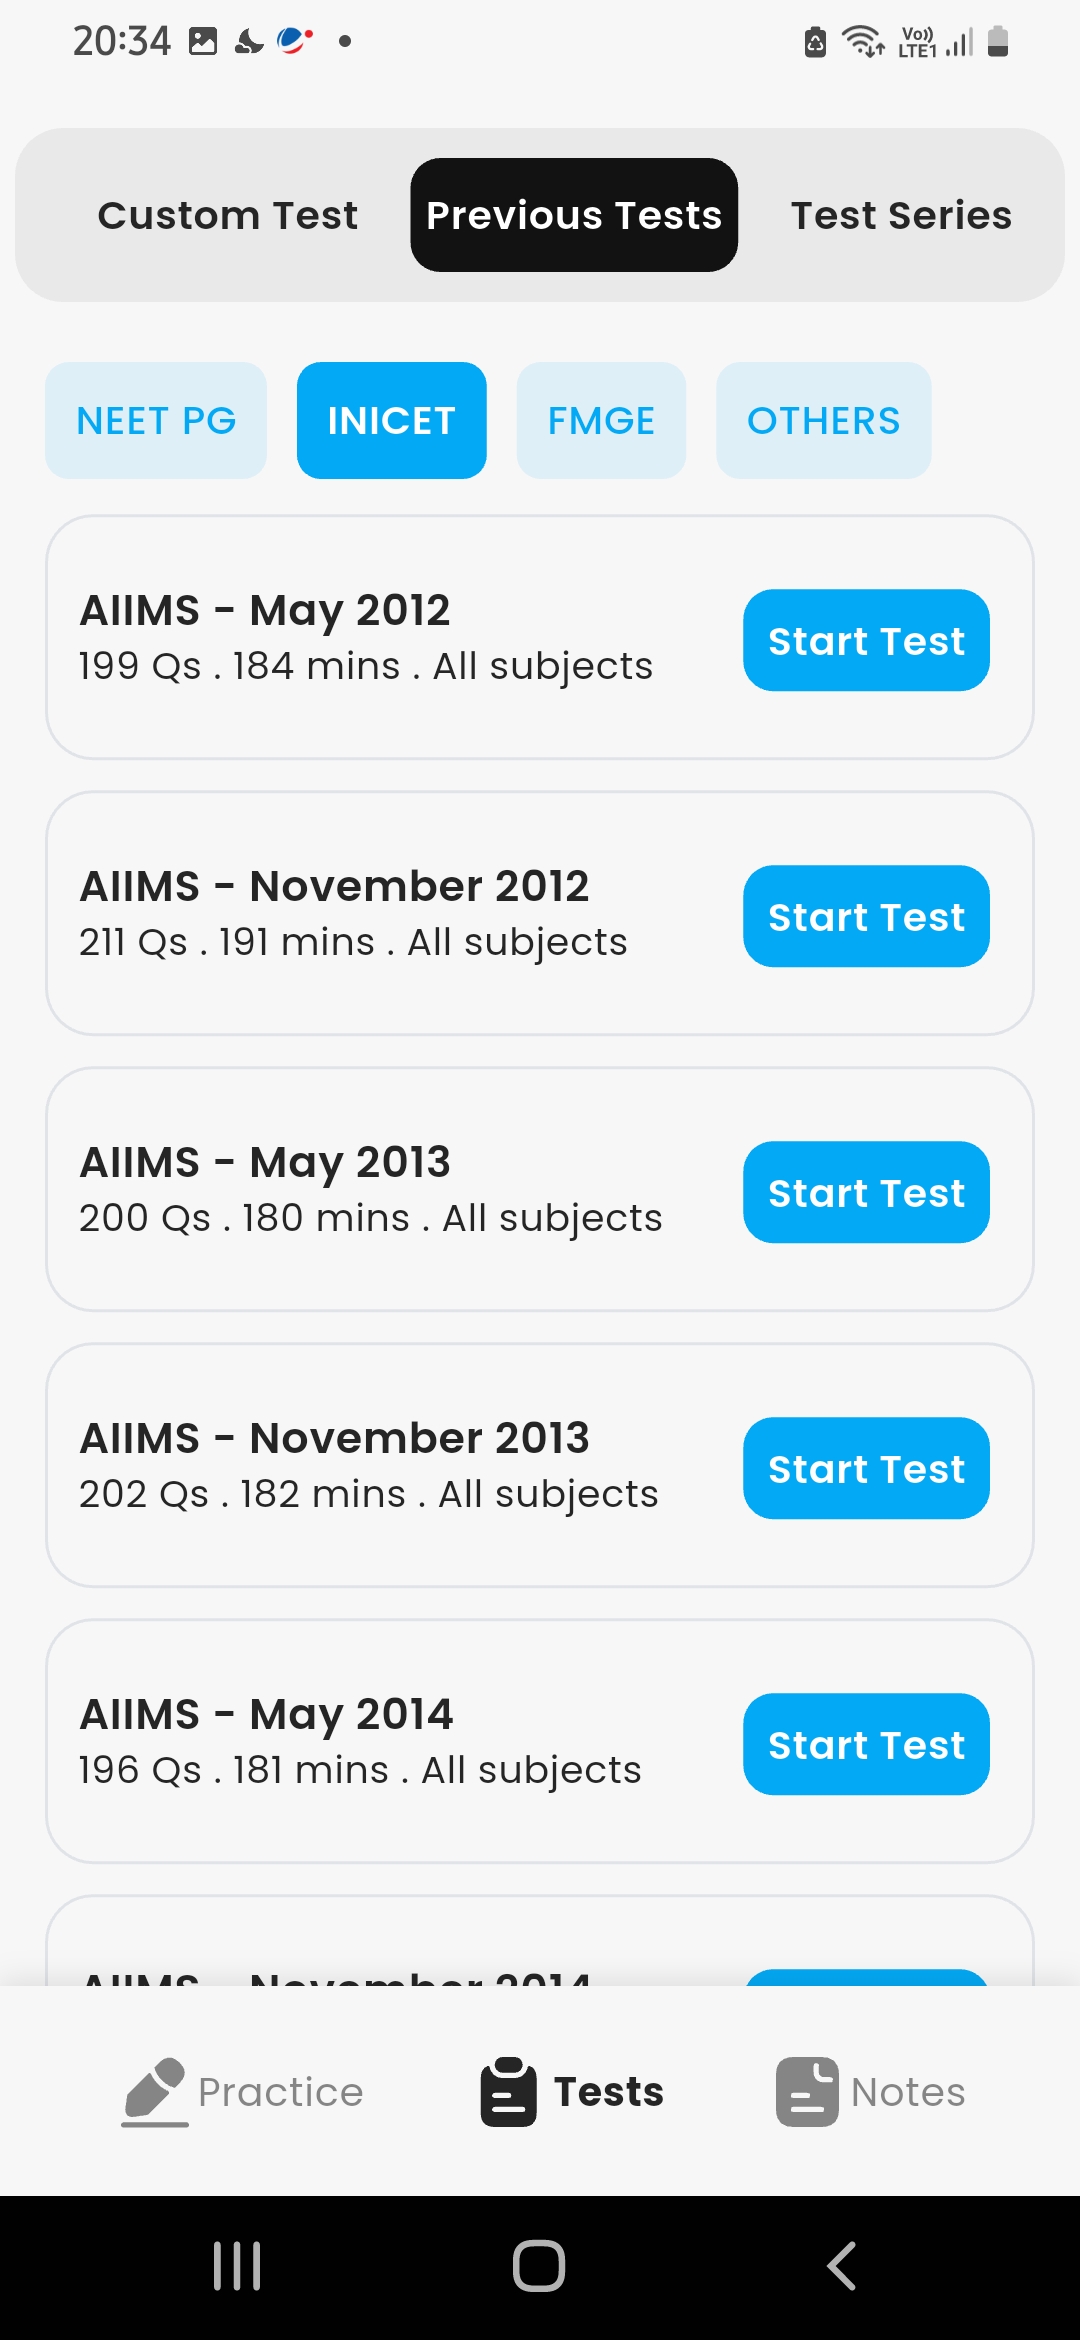 20:34
Vo)) LTE1
Custom Test Previous Tests Test Series
NEET PG INICET FMGE OTHERS
AIIMS - May 2012
199 Qs . 184 mins . All subjects
Start Test
AIIMS - November 2012
211 Qs . 191 mins . All subjects
Start Test
AIIMS - May 2013
200 Qs . 180 mins . All subjects
Start Test
AIIMS - November 2013
202 Qs . 182 mins . All subjects
Start Test
AIIMS - May 2014
196 Qs . 181 mins . All subjects
Start Test
AIIMS - November 2014
Practice Tests Notes